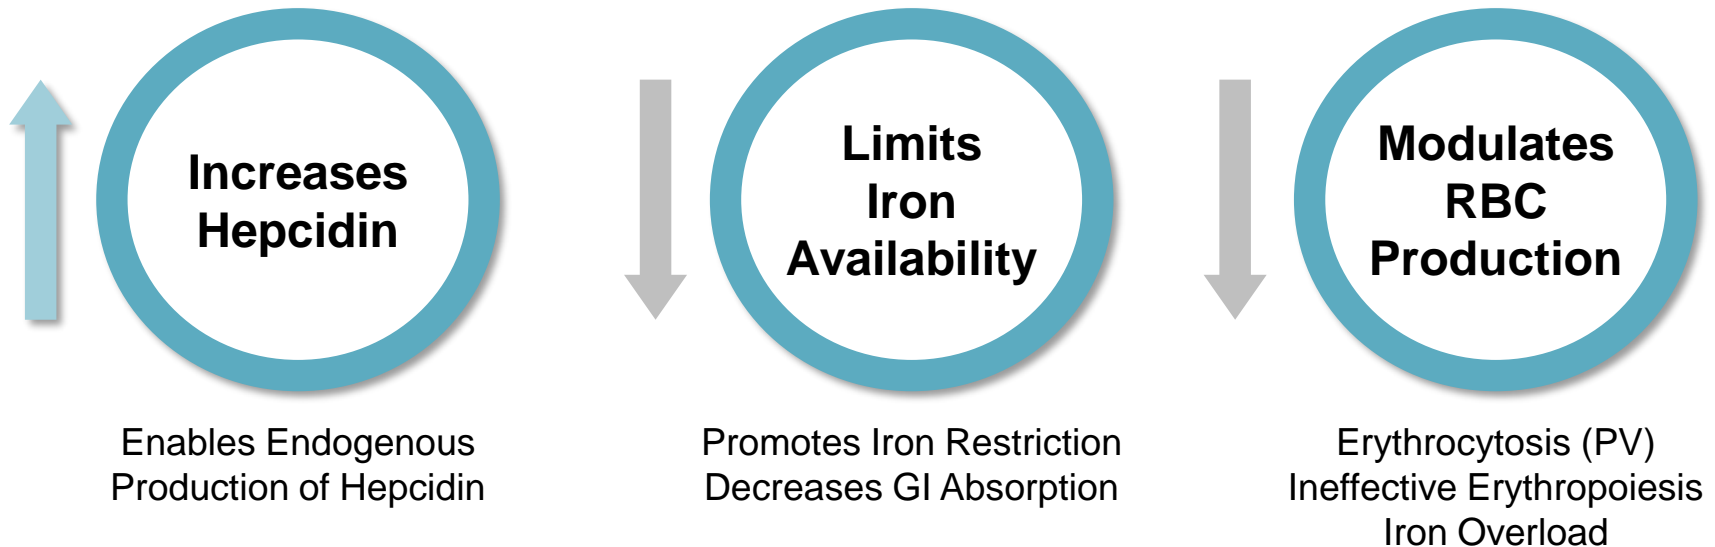 Increases
Hepcidin
Enables Endogenous
Production of Hepcidin
Limits
Iron
Availability
Promotes Iron Restriction
Decreases GI Absorption
Modulates
RBC
Production
Erythrocytosis (PV)
Ineffective Erythropoiesis
Iron Overload